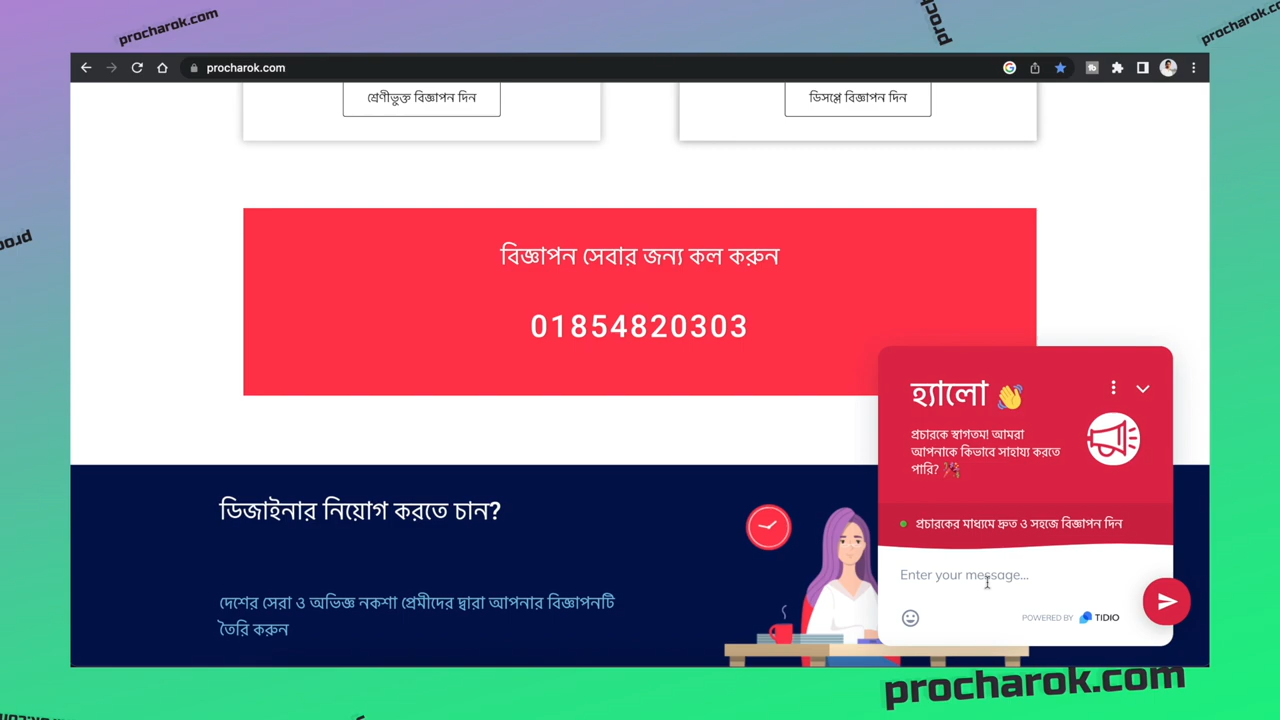 procharok.com
procharok.com
procharok.com
শ্রেণীভুক্ত বিজ্ঞাপন দিন
ডিসপ্লে বিজ্ঞাপন দিন
বিজ্ঞাপন সেবার জন্য কল করুন
01854820303
হ্যালো 👋
প্রচারকে স্বাগতম! আমরা
আপনাকে কিভাবে সাহায্য করতে
পারি? 🎉
প্রচারকের মাধ্যমে দ্রুত ও সহজে বিজ্ঞাপন দিন
Enter your message...
POWERED BY TIDIO
ডিজাইনার নিয়োগ করতে চান?
দেশের সেরা ও অভিজ্ঞ নকশা প্রেমীদের দ্বারা আপনার বিজ্ঞাপনটি
তৈরি করুন
procharok.com